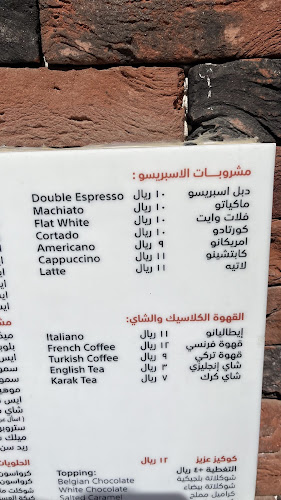 مشروبات الاسبريسو :
دبل اسبريسو ١٠ ريال Double Espresso
ماكياتو ١٠ ريال Machiato
فلات وايت ١٠ ريال Flat White
كورتادو ١٠ ريال Cortado
امريكانو ٩ ريال Americano
كابتشينو ١١ ريال Cappuccino
لاتيه ١١ ريال Latte
القهوة الكلاسيك والشاي:
إيطاليانو ١١ ريال Italiano
قهوة فرنسي ١٢ ريال French Coffee
قهوة تركي ٩ ريال Turkish Coffee
شاي إنجليزي ٣ ريال English Tea
شاي كرك ٧ ريال Karak Tea
كوكيز عزيز ١٢ ريال
التغطية +٤ ريال Topping:
شوكلاتة بلجيكية Belgian Chocolate
شوكلاتة بيضاء White Chocolate
كراميل مملح Salted Caramel
الحلويات